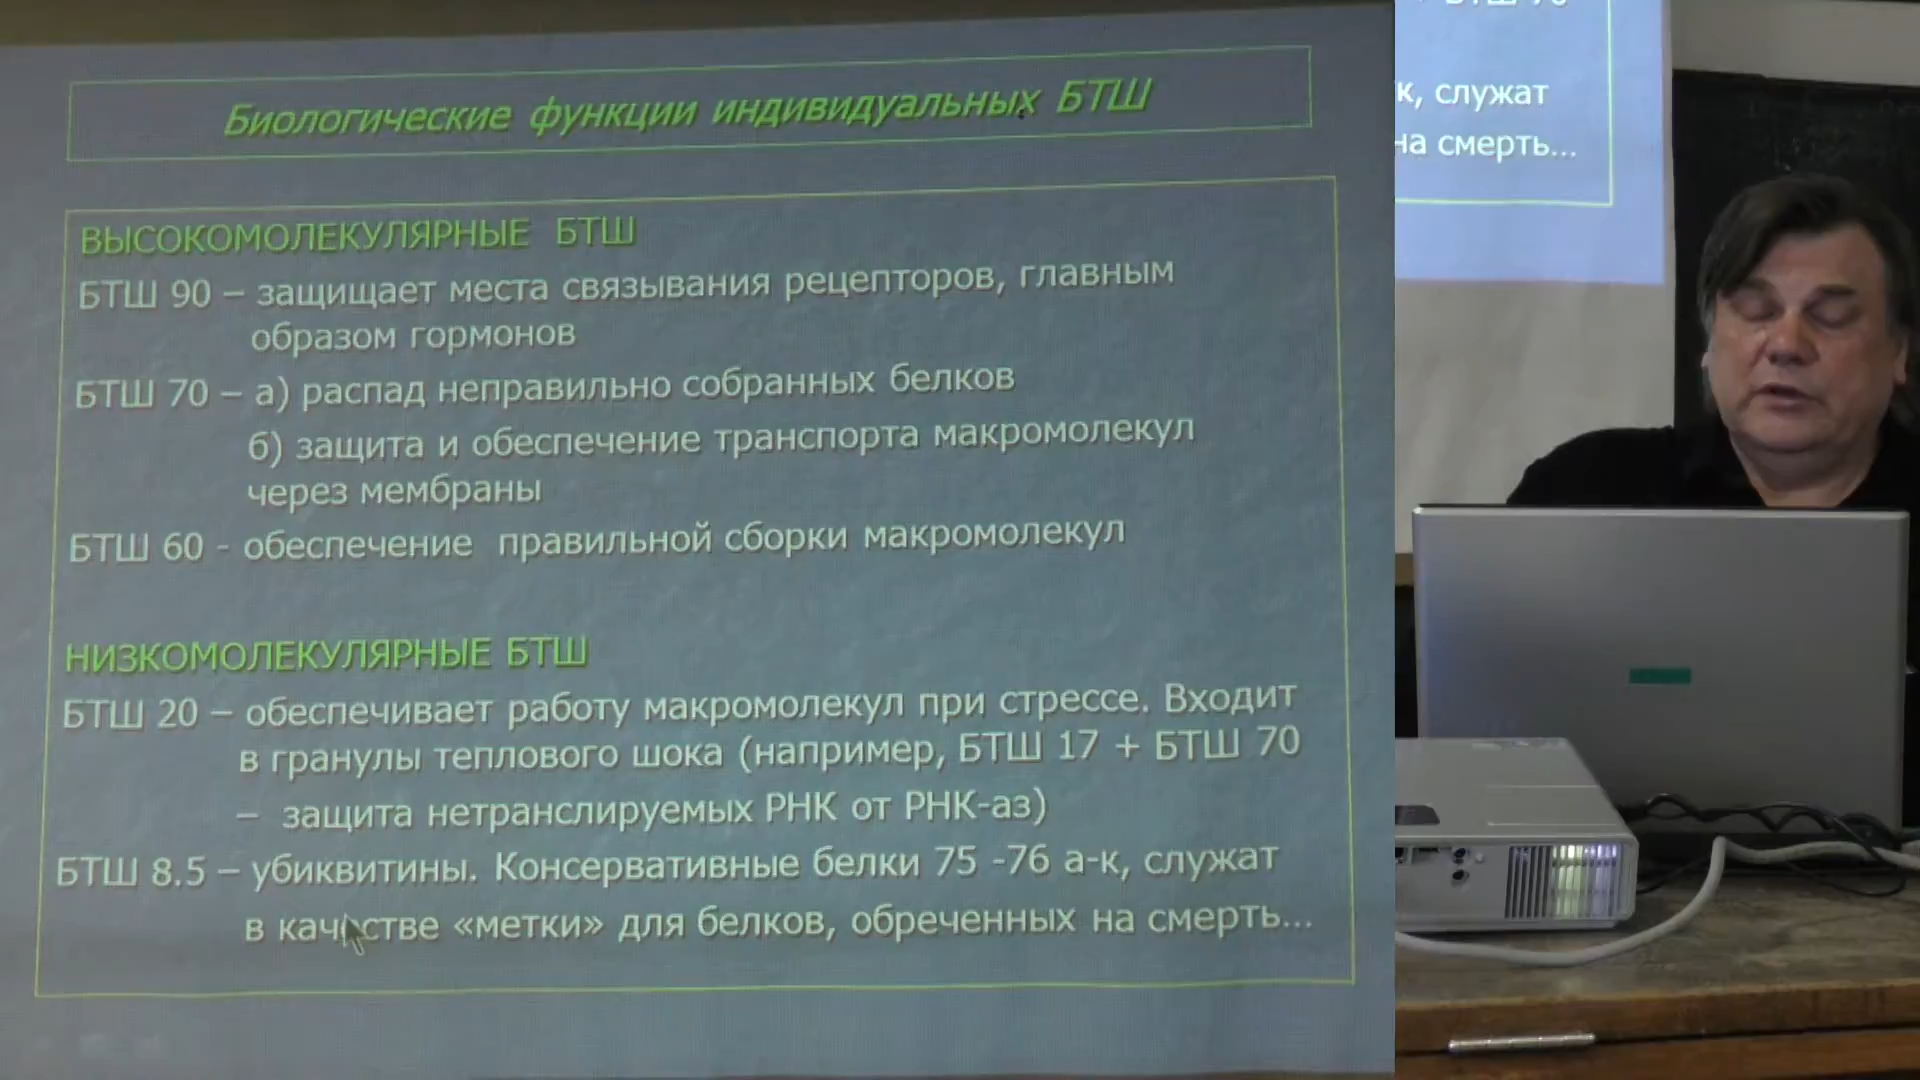 Биологические функции индивидуальных БТШ
ВЫСОКОМОЛЕКУЛЯРНЫЕ БТШ
БТШ 90 – защищает места связывания рецепторов, главным
образом гормонов
БТШ 70 – а) распад неправильно собранных белков
б) защита и обеспечение транспорта макромолекул
через мембраны
БТШ 60 - обеспечение правильной сборки макромолекул
НИЗКОМОЛЕКУЛЯРНЫЕ БТШ
БТШ 20 – обеспечивает работу макромолекул при стрессе. Входит
в гранулы теплового шока (например, БТШ 17 + БТШ 70
– защита нетранслируемых РНК от РНК-аз)
БТШ 8.5 – убиквитины. Консервативные белки 75 -76 а-к, служат
в качестве «метки» для белков, обреченных на смерть...
+ БТШ 70
к, служат
на смерть...